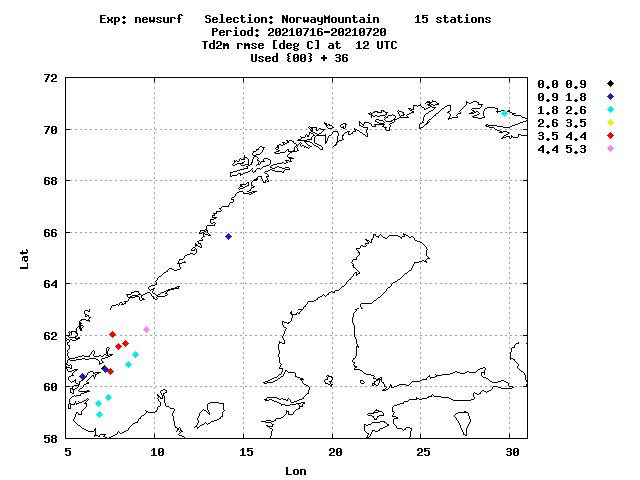 Exp: newsurf   Selection: NorwayMountain     15 stations
Period: 20210716-20210720
Td2m rmse [deg C] at  12 UTC
Used {00} + 36
72
70
68
66
64
62
60
58
Lat
5 10 15 20 25 30
Lon
0.0 0.9
0.9 1.8
1.8 2.6
2.6 3.5
3.5 4.4
4.4 5.3